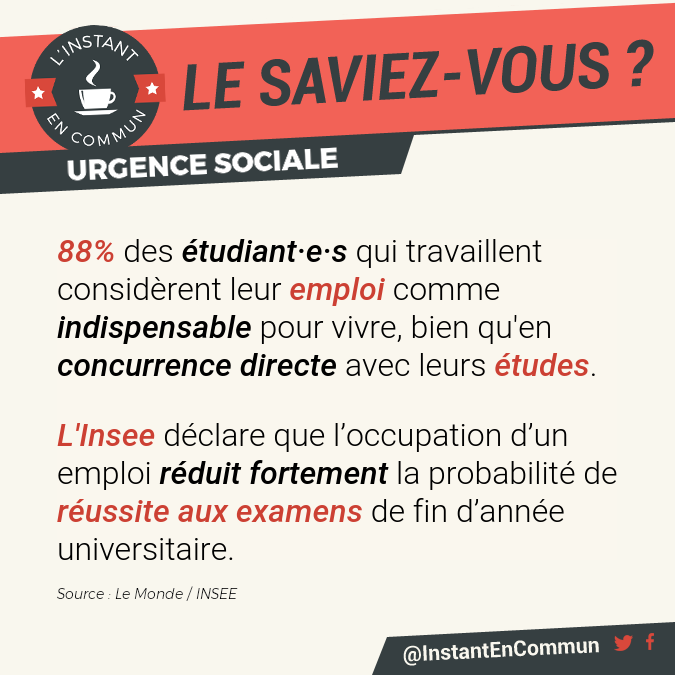 L'INSTANT
EN COMMUN
LE SAVIEZ-VOUS ?
URGENCE SOCIALE
88% des étudiant·e·s qui travaillent
considèrent leur emploi comme
indispensable pour vivre, bien qu'en
concurrence directe avec leurs études.
L'Insee déclare que l’occupation d’un
emploi réduit fortement la probabilité de
réussite aux examens de fin d’année
universitaire.
Source : Le Monde / INSEE
@InstantEnCommun